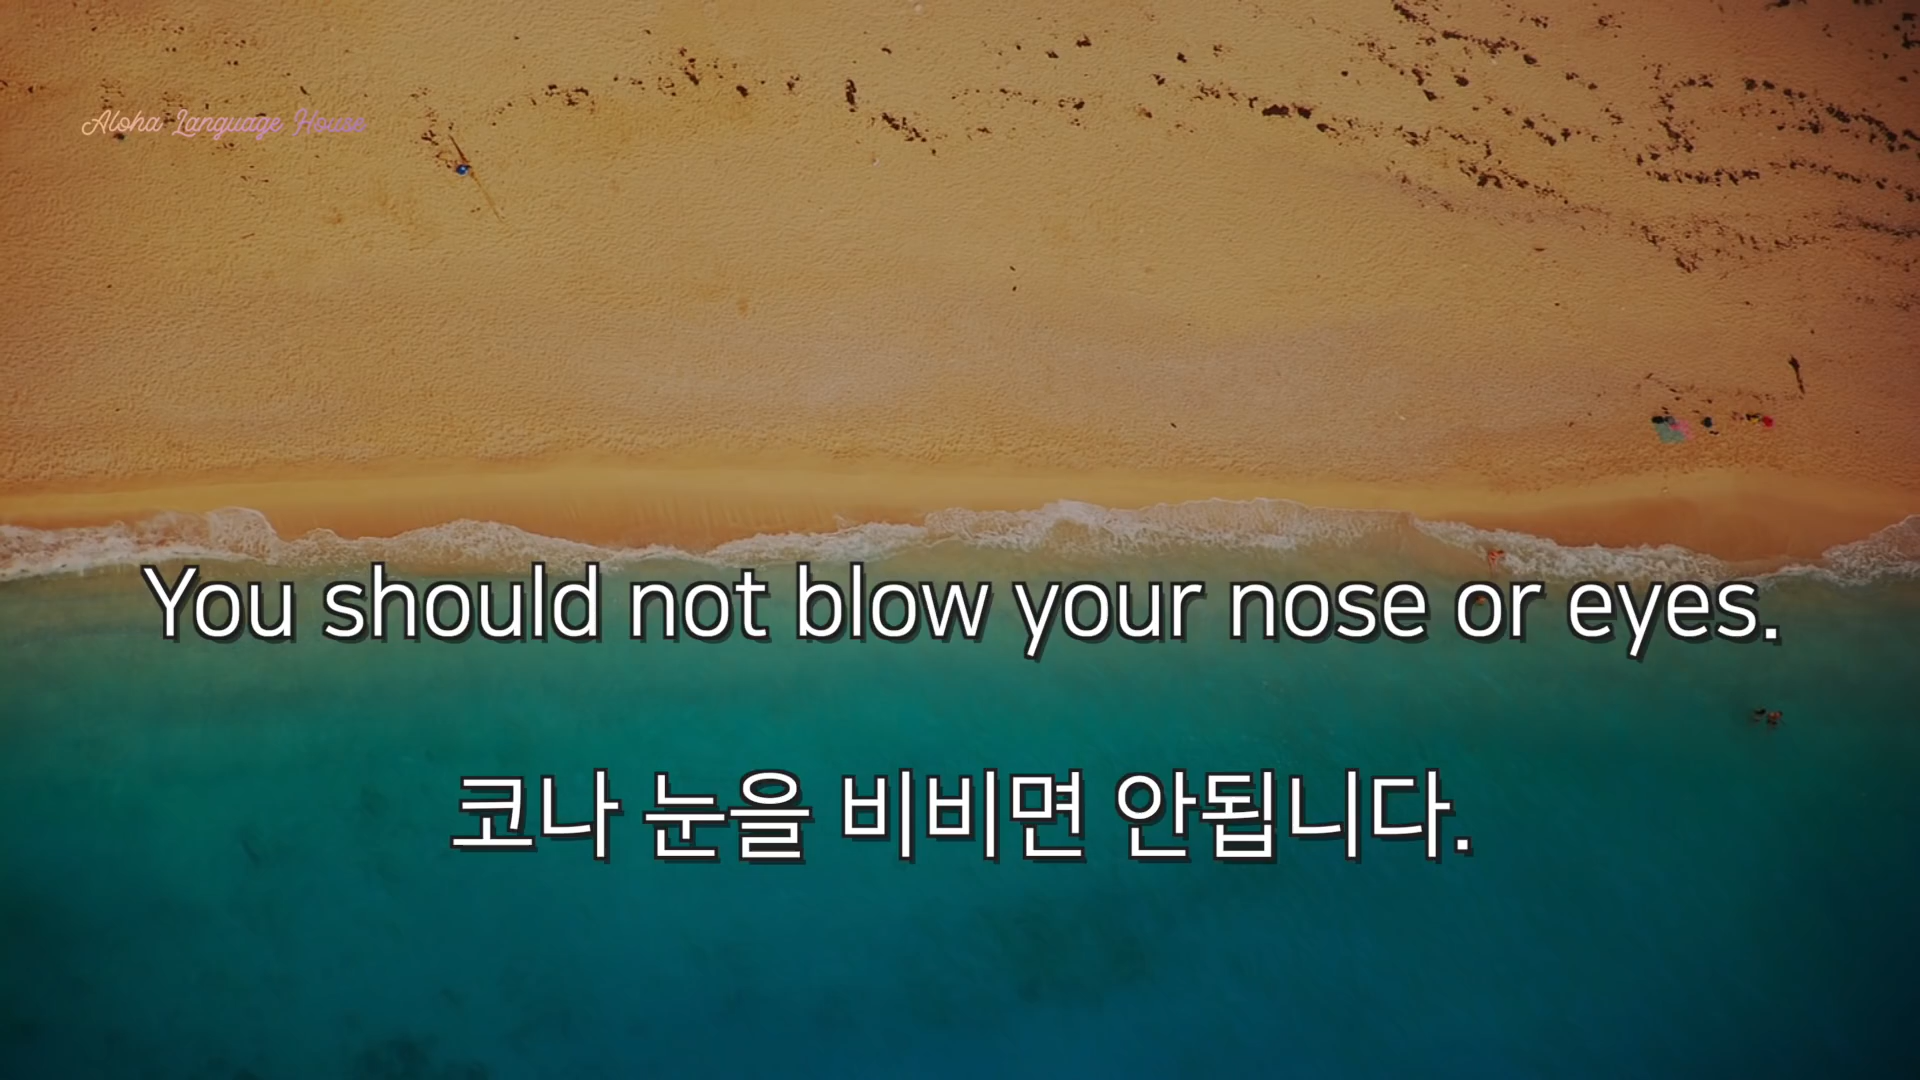 Aloha Language House
You should not blow your nose or eyes.
코나 눈을 비비면 안됩니다.